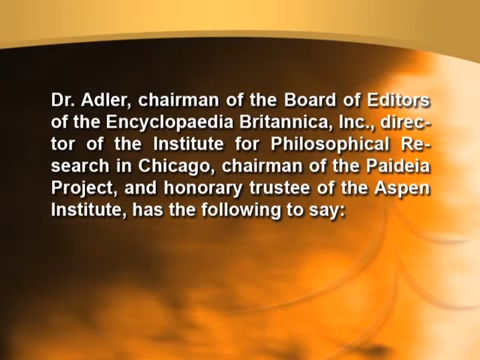 Dr. Adler, chairman of the Board of Editors
of the Encyclopaedia Britannica, Inc., direc-
tor of the Institute for Philosophical Re-
search in Chicago, chairman of the Paideia
Project, and honorary trustee of the Aspen
Institute, has the following to say: